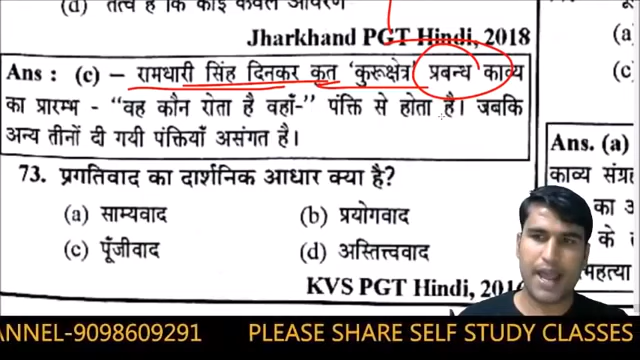 (d) तत्व है कि कोई केवल आवरण
Jharkhand PGT Hindi, 2018
Ans : (c) – रामधारी सिंह दिनकर कृत 'कुरूक्षेत्र' प्रबन्ध काव्य
का प्रारम्भ - "वह कौन रोता है वहाँ-" पंक्ति से होता है। जबकि
अन्य तीनों दी गयी पंक्तियाँ असंगत है।
73. प्रगतिवाद का दार्शनिक आधार क्या है?
(a) साम्यवाद (b) प्रयोगवाद
(c) पूँजीवाद (d) अस्तित्त्ववाद
KVS PGT Hindi,
(a)
(c)
Ans. (a)
काव्य संग्रह
का अ
के
महत्या
ANNEL-9098609291 PLEASE SHARE SELF STUDY CLASSES